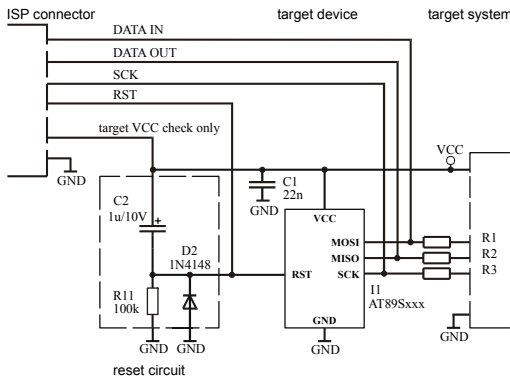 ISP connector
target device
target system
DATA IN
DATA OUT
SCK
RST
target VCC check only
VCC
GND
C1
22n
GND
C2
1u/10V
+
VCC
D2
1N4148
MOSI
MISO
SCK
RST
R1
R2
R3
R11
100k
I1
AT89Sxxx
GND
GND
GND
GND
GND
reset circuit